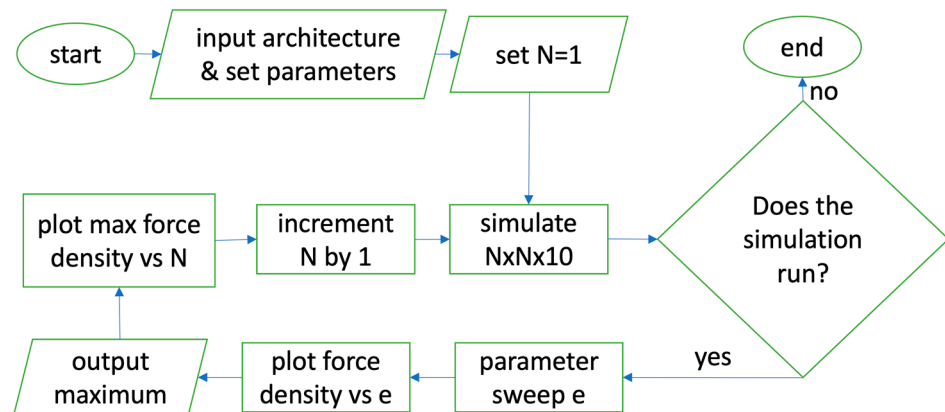 start
input architecture
& set parameters
set N=1
end
no
plot max force
density vs N
increment
N by 1
simulate
NxNx10
Does the
simulation
run?
yes
output
maximum
plot force
density vs e
parameter
sweep e